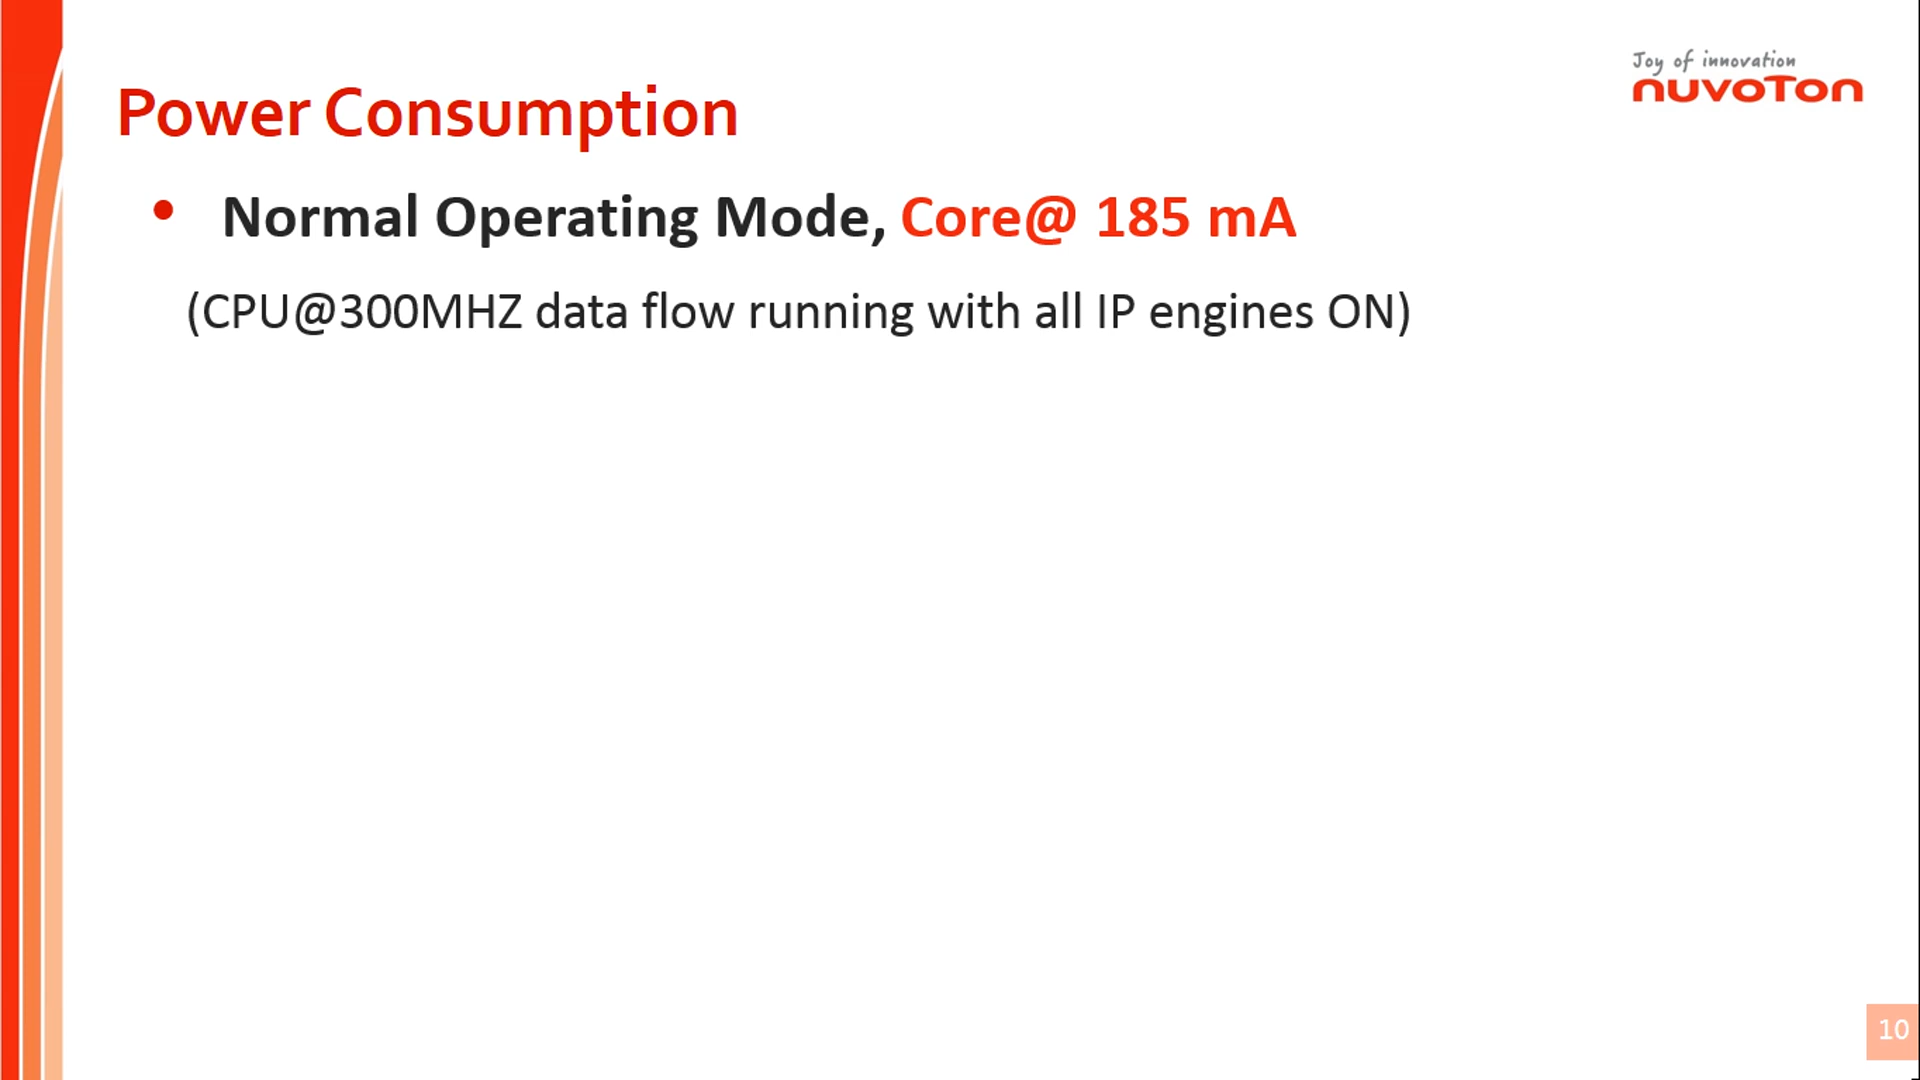 Joy of innovation
nuvoTon
Power Consumption
• Normal Operating Mode, Core@ 185 mA
(CPU@300MHZ data flow running with all IP engines ON)
10